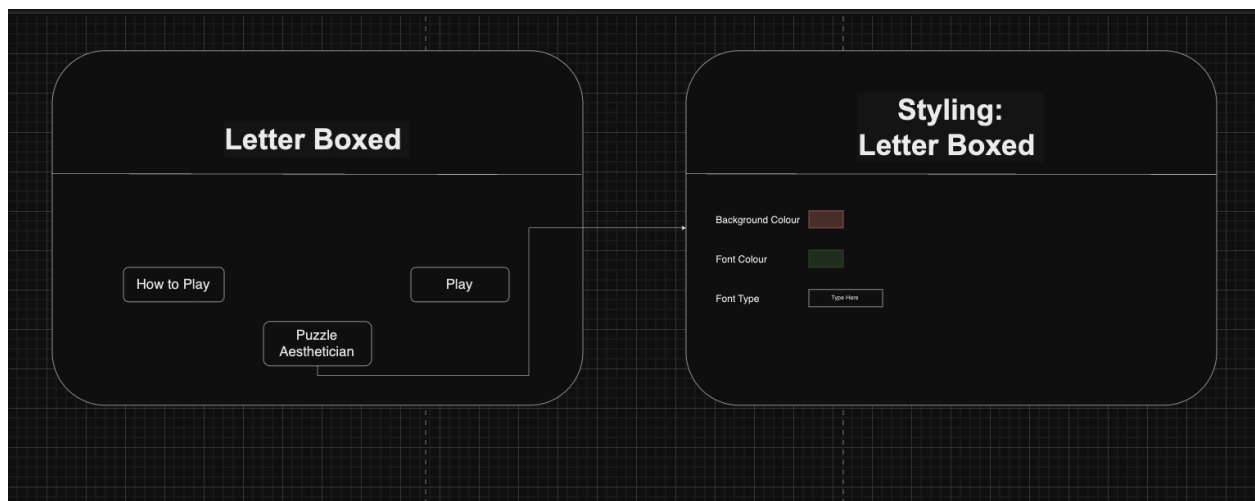 Letter Boxed
How to Play
Play
Puzzle
Aesthetician
Styling:
Letter Boxed
Background Colour
Font Colour
Font Type
Type Here